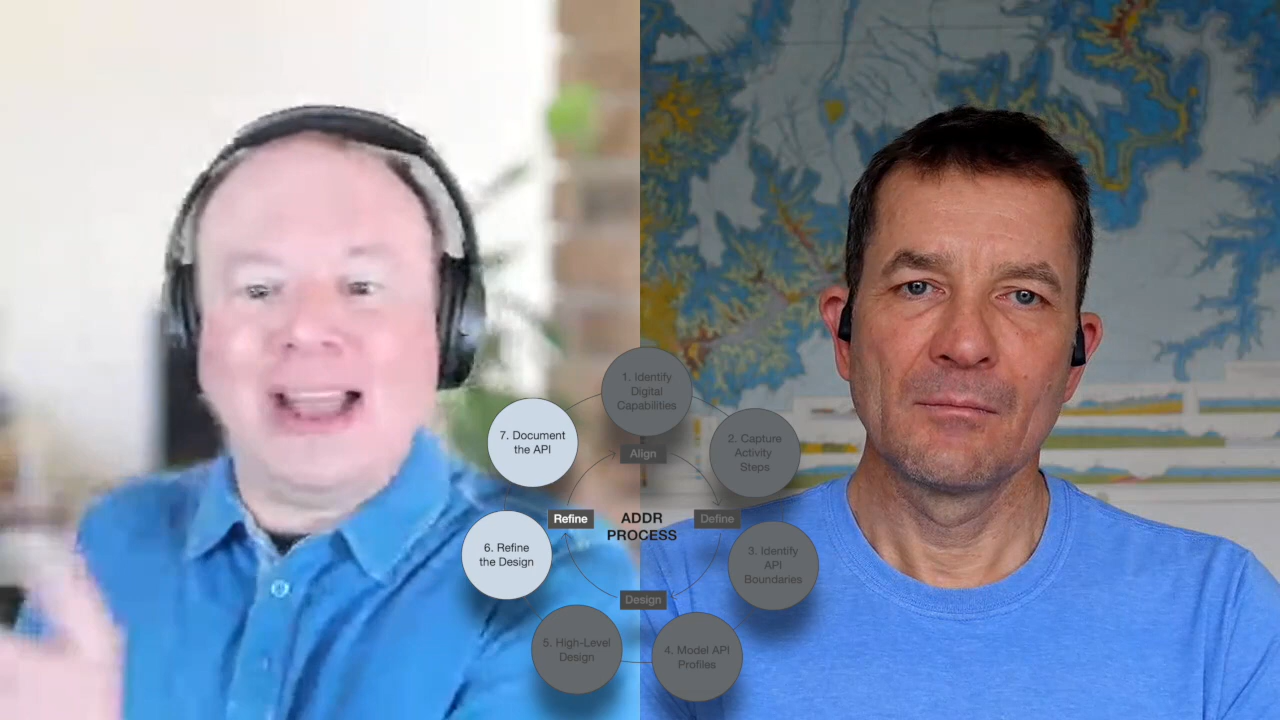 1. Identify
Digital
Capabilities
Align
2. Capture
Activity
Steps
Define
3. Identify
API
Boundaries
Design
4. Model API
Profiles
5. High-Level
Design
6. Refine
the Design
Refine
7. Document
the API
ADDR
PROCESS